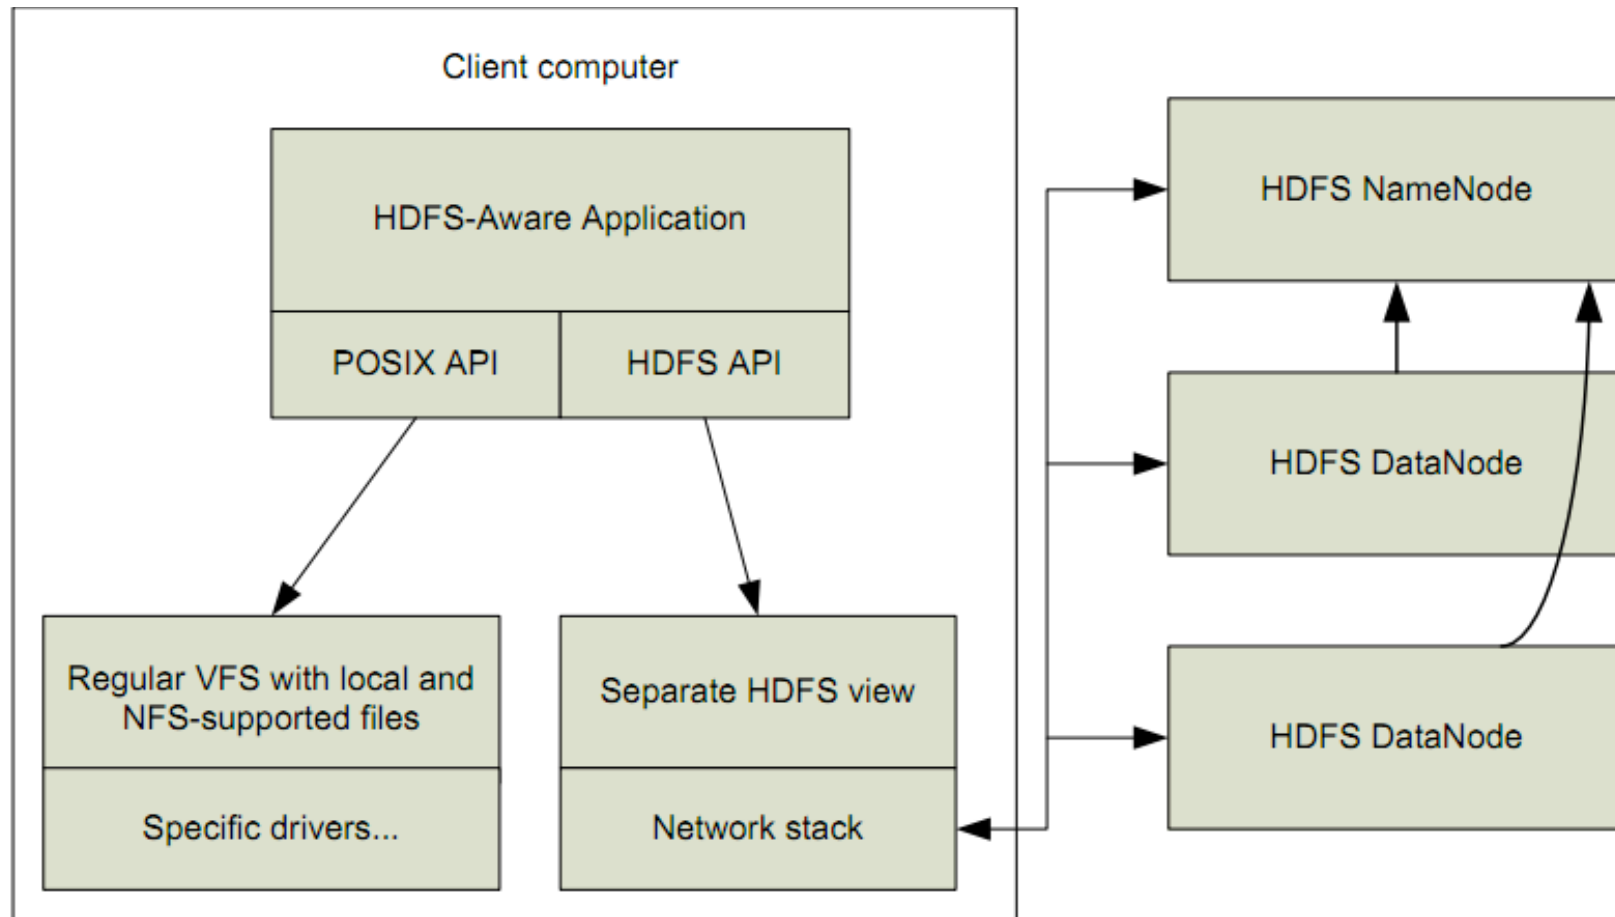 Client computer
HDFS-Aware Application
POSIX API
HDFS API
Regular VFS with local and
NFS-supported files
Specific drivers...
Separate HDFS view
Network stack
HDFS NameNode
HDFS DataNode
HDFS DataNode